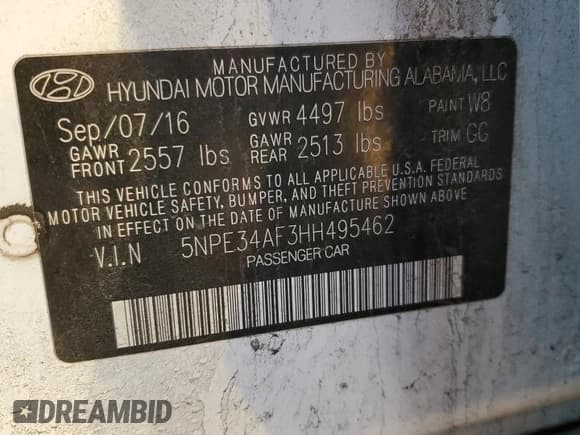 MANUFACTURED BY
HYUNDAI MOTOR MANUFACTURING ALABAMA, LLC
Sep/07/16 GVWR 4497 lbs PAINT W8
GAWR FRONT 2557 lbs GAWR REAR 2513 lbs TRIM GG
THIS VEHICLE CONFORMS TO ALL APPLICABLE U.S.A. FEDERAL
MOTOR VEHICLE SAFETY, BUMPER, AND THEFT PREVENTION STANDARDS
IN EFFECT ON THE DATE OF MANUFACTURE SHOWN ABOVE.
V.I.N 5NPE34AF3HH495462
PASSENGER CAR
DREAMBID